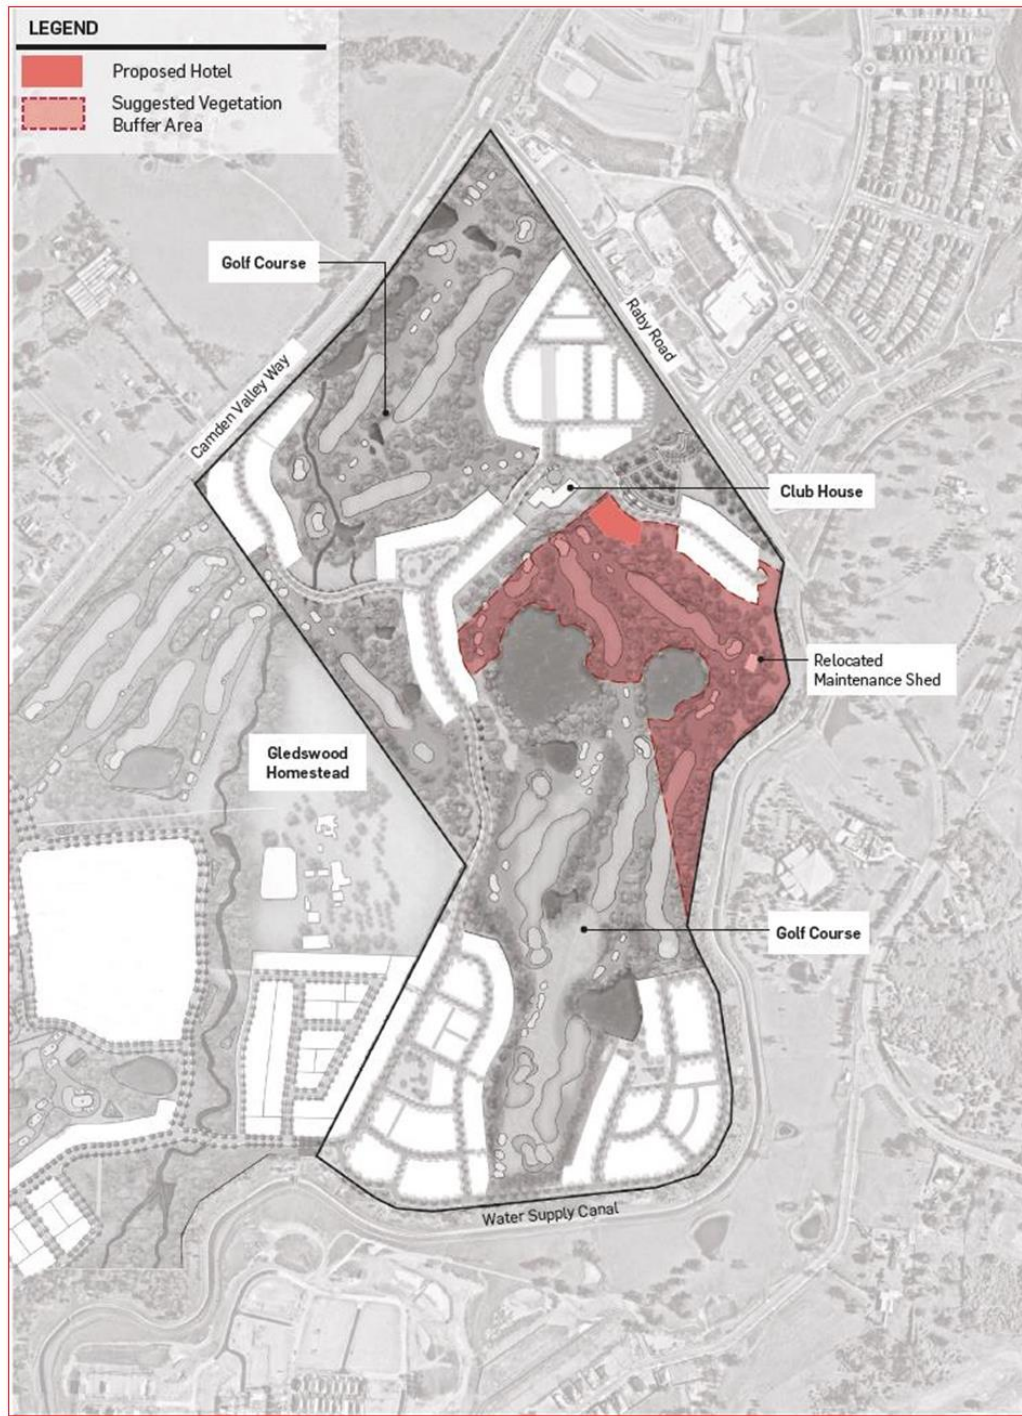 LEGEND
Proposed Hotel
Suggested Vegetation
Buffer Area
Golf Course
Raby Road
Camden Valley Way
Club House
Relocated
Maintenance Shed
Gledswood
Homestead
Golf Course
Water Supply Canal